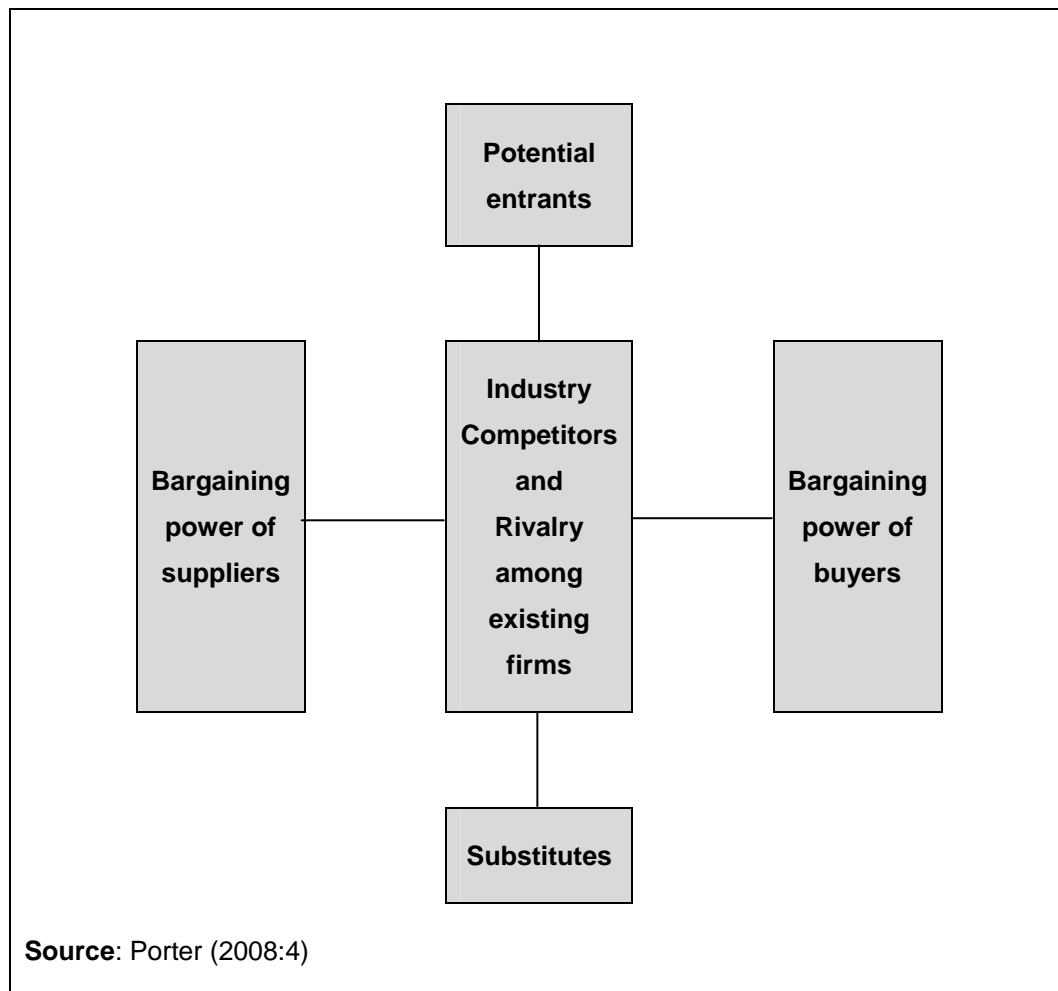 Potential
entrants
Bargaining
power of
suppliers
Industry
Competitors
and
Rivalry
among
existing
firms
Bargaining
power of
buyers
Substitutes
Source: Porter (2008:4)